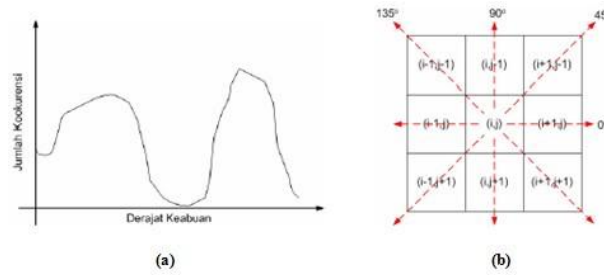 Jumlah Kookurensi
Derajat Keabuan
(a)
135° 90° 45
(i-1,j-1) (i,j-1) (i+1,j-1)
(i-1,j) (i,j) (i+1,j) 0
(i-1,j+1) (i,j+1) (i+1,j+1)
(b)